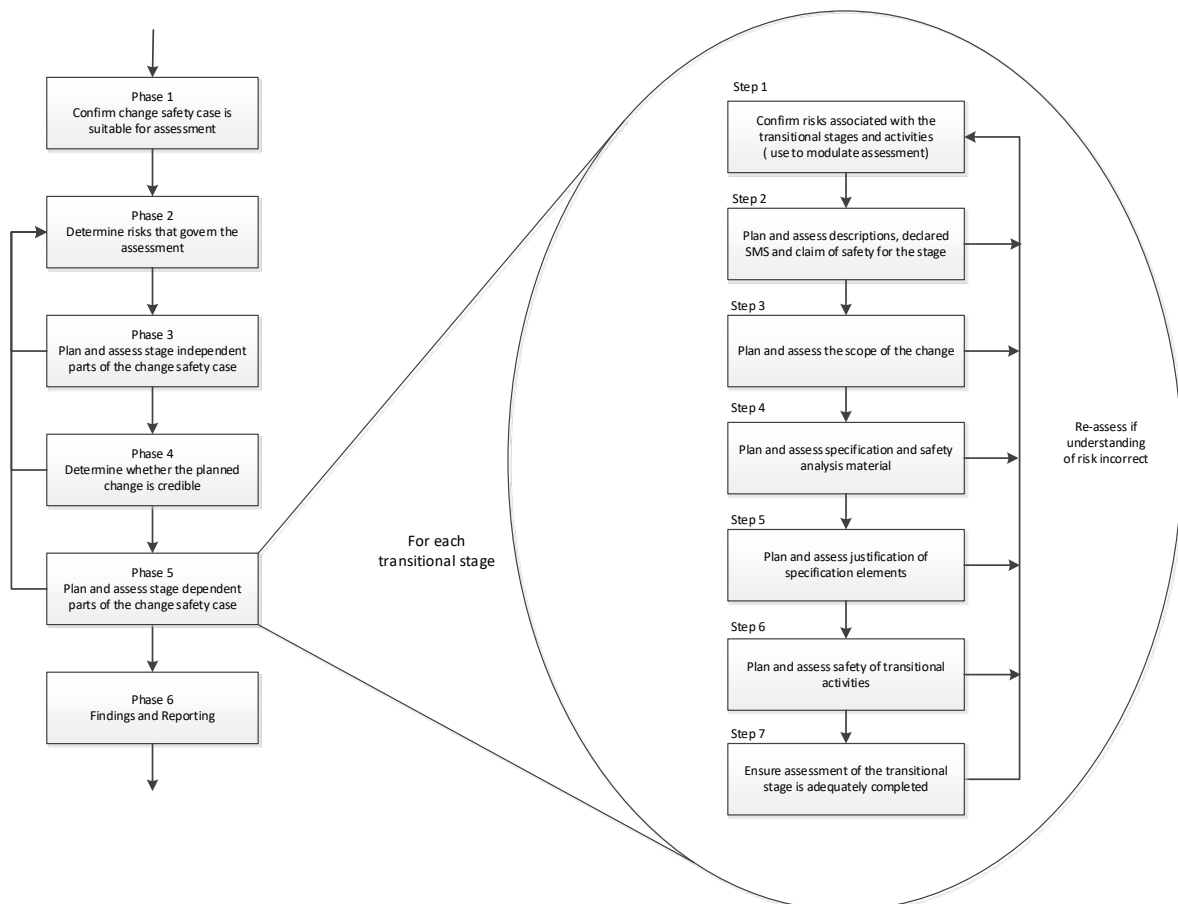 Phase 1
Confirm change safety case is
suitable for assessment
Phase 2
Determine risks that govern the
assessment
Phase 3
Plan and assess stage independent
parts of the change safety case
Phase 4
Determine whether the planned
change is credible
Phase 5
Plan and assess stage dependent
parts of the change safety case
Phase 6
Findings and Reporting
For each
transitional stage
Step 1
Confirm risks associated with the
transitional stages and activities
( use to modulate assessment)
Step 2
Plan and assess descriptions, declared
SMS and claim of safety for the stage
Step 3
Plan and assess the scope of the change
Step 4
Plan and assess specification and safety
analysis material
Step 5
Plan and assess justification of
specification elements
Step 6
Plan and assess safety of transitional
activities
Step 7
Ensure assessment of the transitional
stage is adequately completed
Re-assess if
understanding
of risk incorrect